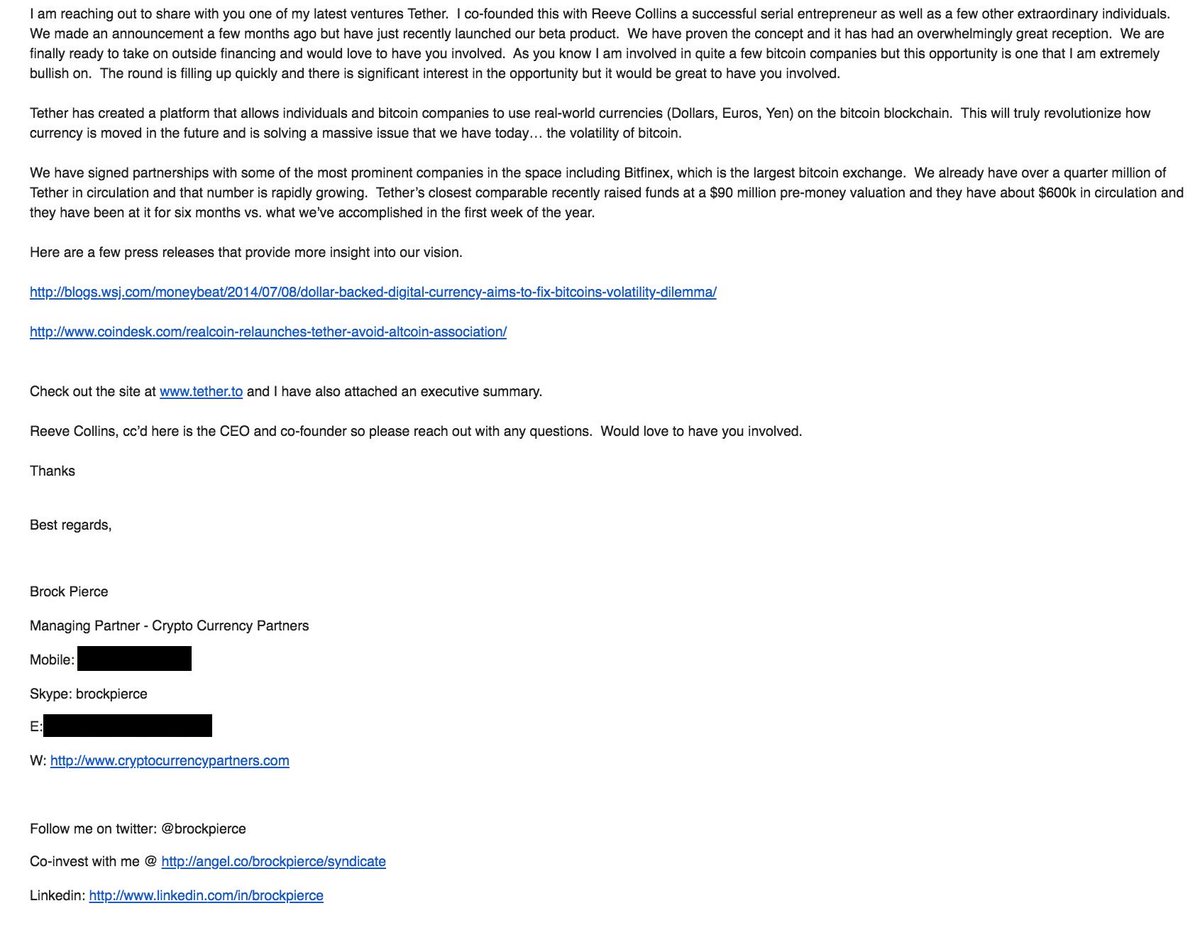 I am reaching out to share with you one of my latest ventures Tether.  I co-founded this with Reeve Collins a successful serial entrepreneur as well as a few other extraordinary individuals.
We made an announcement a few months ago but have just recently launched our beta product.  We have proven the concept and it has had an overwhelmingly great reception.  We are
finally ready to take on outside financing and would love to have you involved.  As you know I am involved in quite a few bitcoin companies but this opportunity is one that I am extremely
bullish on.  The round is filling up quickly and there is significant interest in the opportunity but it would be great to have you involved.
Tether has created a platform that allows individuals and bitcoin companies to use real-world currencies (Dollars, Euros, Yen) on the bitcoin blockchain.  This will truly revolutionize how
currency is moved in the future and is solving a massive issue that we have today… the volatility of bitcoin.
We have signed partnerships with some of the most prominent companies in the space including Bitfinex, which is the largest bitcoin exchange.  We already have over a quarter million of
Tether in circulation and that number is rapidly growing.  Tether's closest comparable recently raised funds at a $90 million pre-money valuation and they have about $600k in circulation and
they have been at it for six months vs. what we've accomplished in the first week of the year.
Here are a few press releases that provide more insight into our vision.
http://blogs.wsj.com/moneybeat/2014/07/08/dollar-backed-digital-currency-aims-to-fix-bitcoins-volatility-dilemma/
http://www.coindesk.com/realcoin-relaunches-tether-avoid-altcoin-association/
Check out the site at www.tether.to and I have also attached an executive summary.
Reeve Collins, cc'd here is the CEO and co-founder so please reach out with any questions.  Would love to have you involved.
Thanks
Best regards,
Brock Pierce
Managing Partner - Crypto Currency Partners
Mobile:
Skype: brockpierce
E:
W: http://www.cryptocurrencypartners.com
Follow me on twitter: @brockpierce
Co-invest with me @ http://angel.co/brockpierce/syndicate
Linkedin: http://www.linkedin.com/in/brockpierce